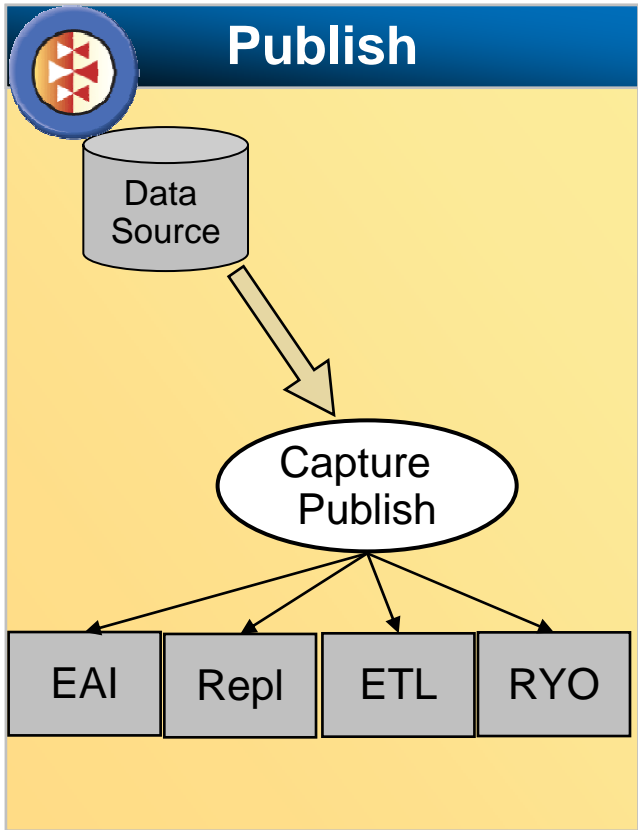 Publish
Data
Source
Capture
Publish
EAI
Repl
ETL
RYO